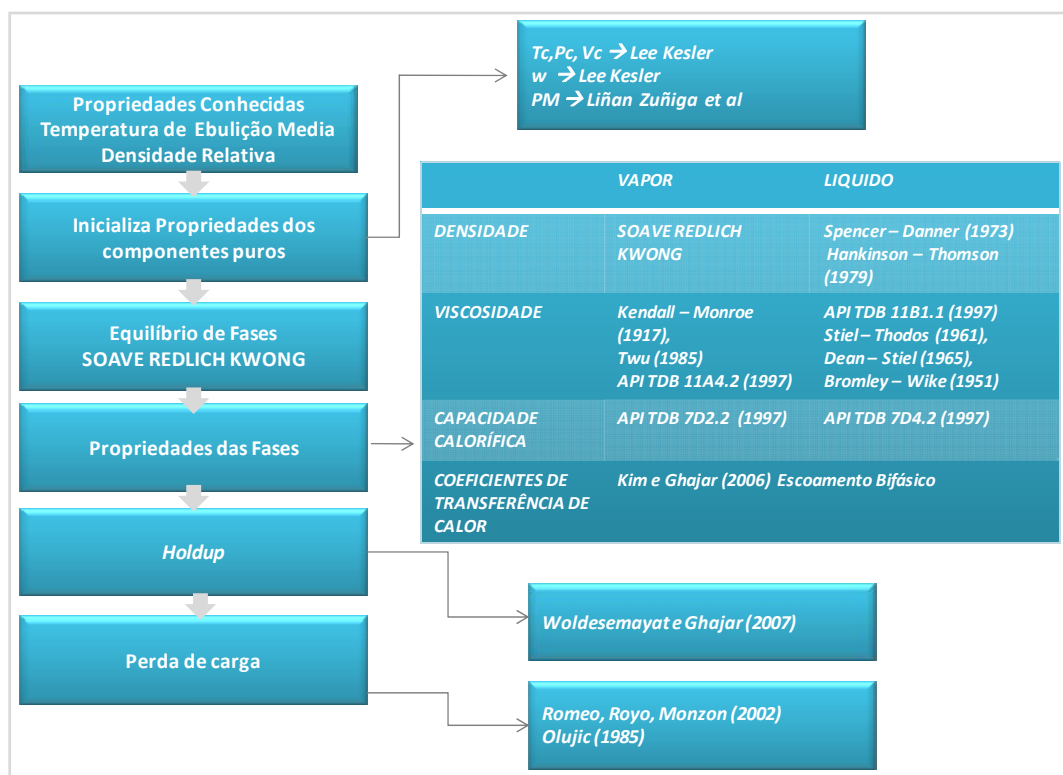 Propriedades Conhecidas
Temperatura de Ebulição Media
Densidade Relativa
Inicializa Propriedades dos
componentes puros
Equilíbrio de Fases
SOAVE REDLICH KWONG
Propriedades das Fases
Holdup
Perda de carga
Tc,Pc, Vc → Lee Kesler
w → Lee Kesler
PM → Liñan Zuñiga et al
VAPOR LIQUIDO
DENSIDADE SOAVE REDLICH Spencer – Danner (1973)
KWONG Hankinson – Thomson
(1979)
VISCOSIDADE Kendall – Monroe API TDB 11B1.1 (1997)
(1917), Stiel – Thodos (1961),
Twu (1985) Dean – Stiel (1965),
API TDB 11A4.2 (1997) Bromley – Wike (1951)
CAPACIDADE API TDB 7D2.2 (1997) API TDB 7D4.2 (1997)
CALORÍFICA
COEFICIENTES DE Kim e Ghajar (2006) Escoamento Bifásico
TRANSFERÊNCIA DE
CALOR
Woldesemayat e Ghajar (2007)
Romeo, Royo, Monzon (2002)
Olujic (1985)